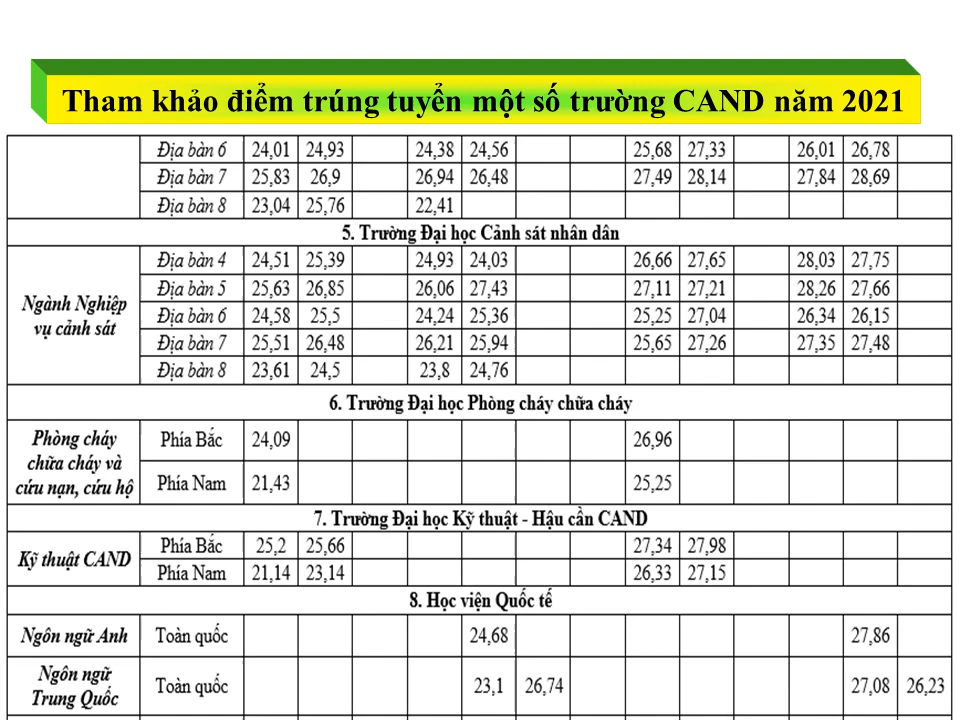 Tham khảo điểm trúng tuyển một số trường CAND năm 2021
Địa bàn 6 24,01 24,93 24,38 24,56 25,68 27,33 26,01 26,78
Địa bàn 7 25,83 26,9 26,94 26,48 27,49 28,14 27,84 28,69
Địa bàn 8 23,04 25,76 22,41
5. Trường Đại học Cảnh sát nhân dân
Ngành Nghiệp vụ cảnh sát
Địa bàn 4 24,51 25,39 24,93 24,03 26,66 27,65 28,03 27,75
Địa bàn 5 25,63 26,85 26,06 27,43 27,11 27,21 28,26 27,66
Địa bàn 6 24,58 25,5 24,24 25,36 25,25 27,04 26,34 26,15
Địa bàn 7 25,51 26,48 26,21 25,94 25,65 27,26 27,35 27,48
Địa bàn 8 23,61 24,5 23,8 24,76
6. Trường Đại học Phòng cháy chữa cháy
Phòng cháy chữa cháy và cứu nạn, cứu hộ
Phía Bắc 24,09 26,96
Phía Nam 21,43 25,25
7. Trường Đại học Kỹ thuật - Hậu cần CAND
Kỹ thuật CAND
Phía Bắc 25,2 25,66 27,34 27,98
Phía Nam 21,14 23,14 26,33 27,15
8. Học viện Quốc tế
Ngôn ngữ Anh Toàn quốc 24,68 27,86
Ngôn ngữ Trung Quốc Toàn quốc 23,1 26,74 27,08 26,23